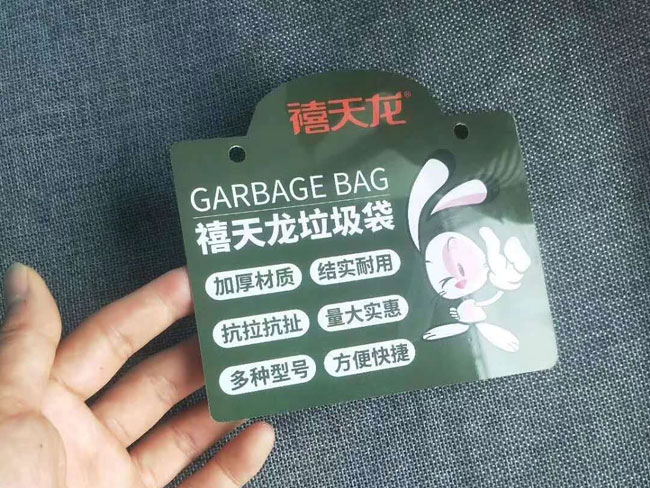 禧天龙®
GARBAGE BAG
禧天龙垃圾袋
加厚材质 结实耐用
抗拉抗扯 量大实惠
多种型号 方便快捷